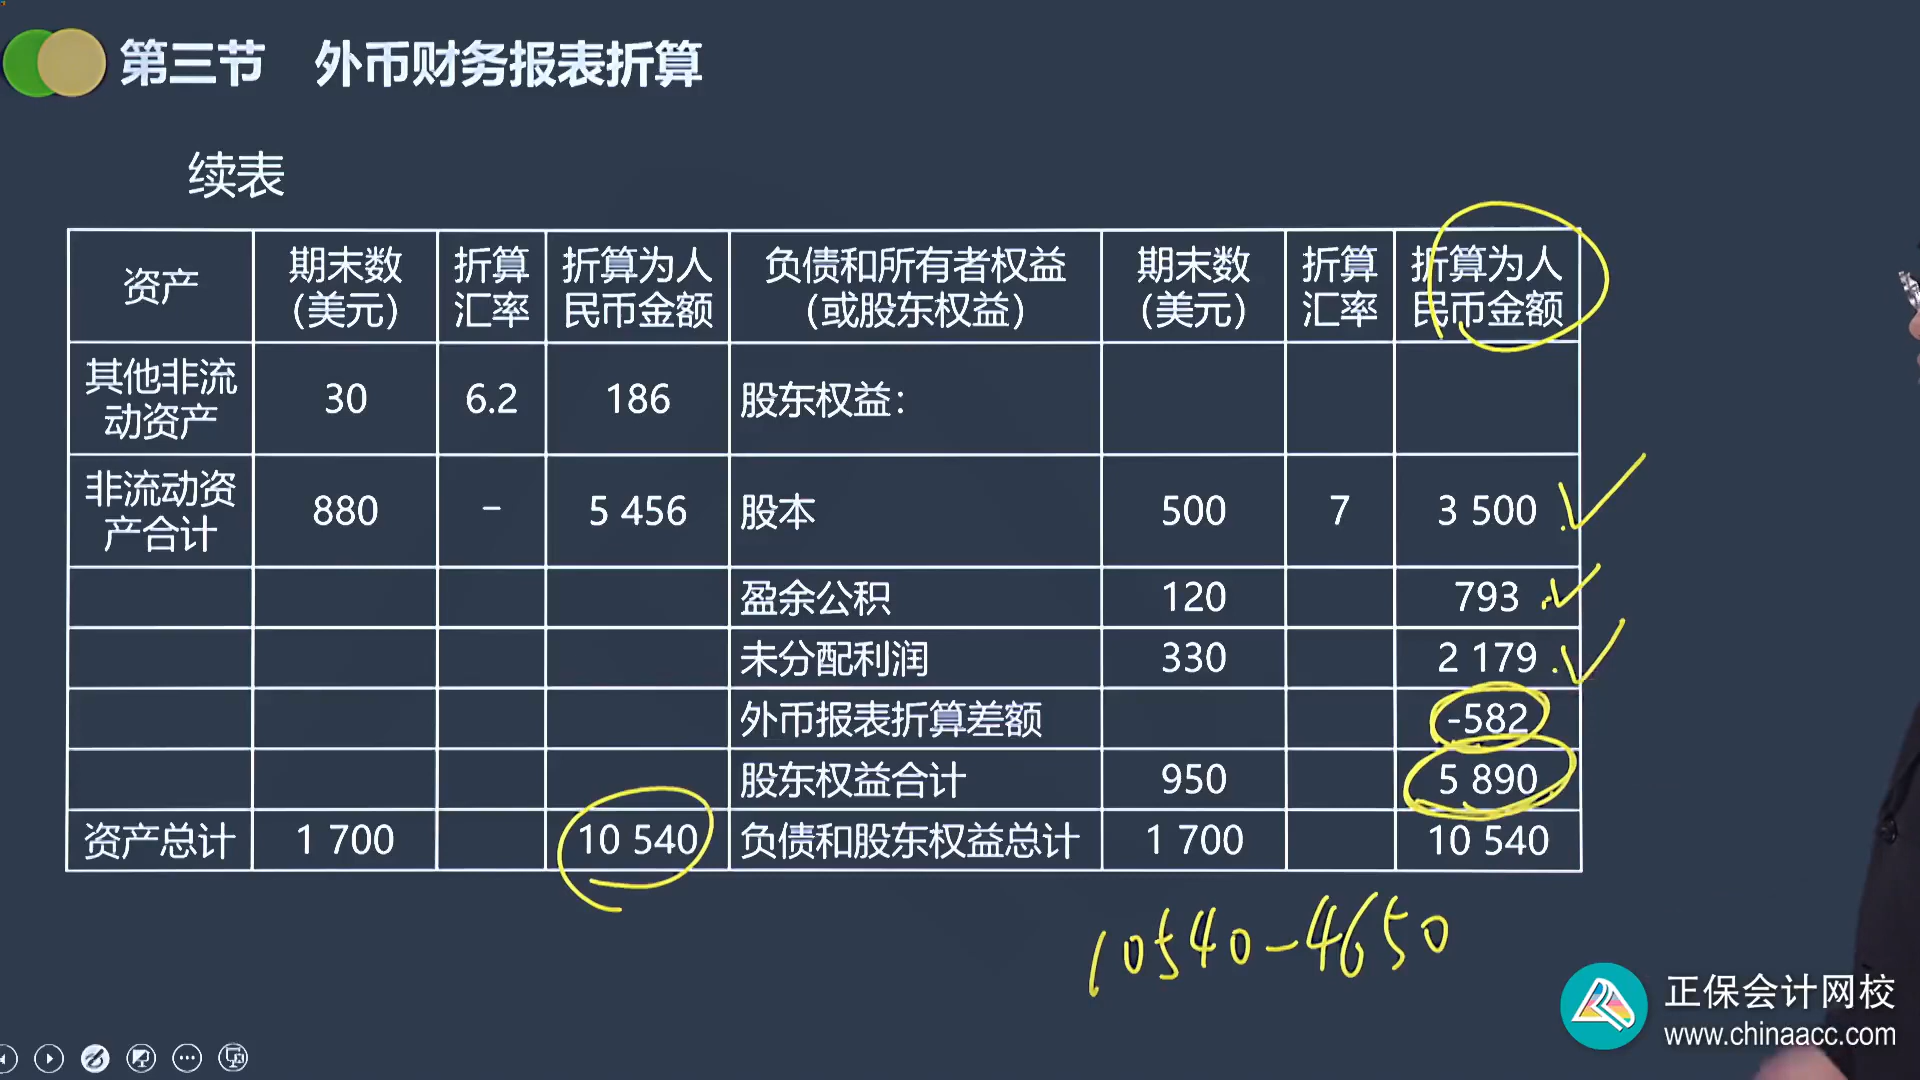 第三节 外币财务报表折算
续表
资产 期末数（美元） 折算汇率 折算为人民币金额 负债和所有者权益（或股东权益） 期末数（美元） 折算汇率 折算为人民币金额
其他非流动资产 30 6.2 186 股东权益：
非流动资产合计 880 - 5 456 股本 500 7 3 500
盈余公积 120 793
未分配利润 330 2 179
外币报表折算差额 -582
股东权益合计 950 5 890
资产总计 1 700 10 540 负债和股东权益总计 1 700 10 540
10540-4650
正保会计网校
www.chinaacc.com